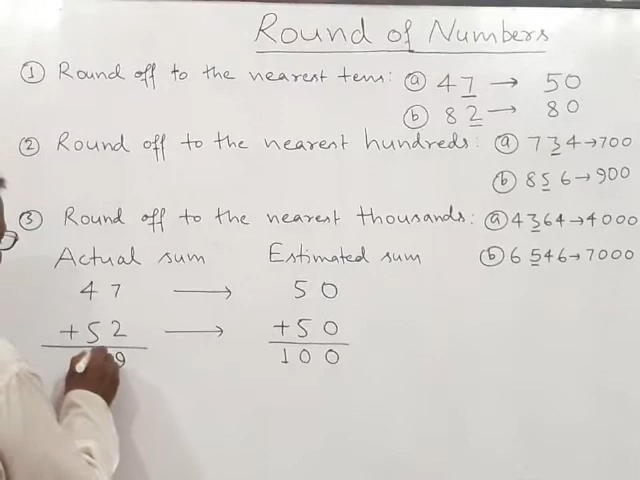 Round of Numbers
① Round off to the nearest tens: ⓐ 47 → 50
ⓑ 82 → 80
② Round off to the nearest hundreds: ⓐ 734→700
ⓑ 856→900
③ Round off to the nearest thousands: ⓐ 4364→4000
Actual sum Estimated sum ⓑ 6546→7000
47 → 50
+52 → +50
9 100